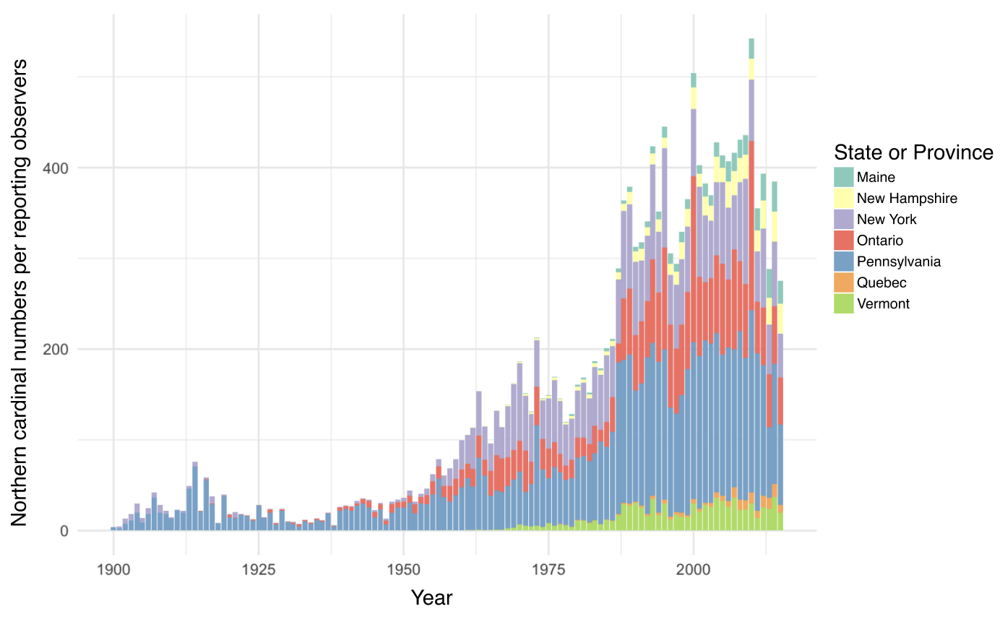 Northern cardinal numbers per reporting observers
400
200
0
1900
1925
1950
1975
2000
Year
State or Province
Maine
New Hampshire
New York
Ontario
Pennsylvania
Quebec
Vermont